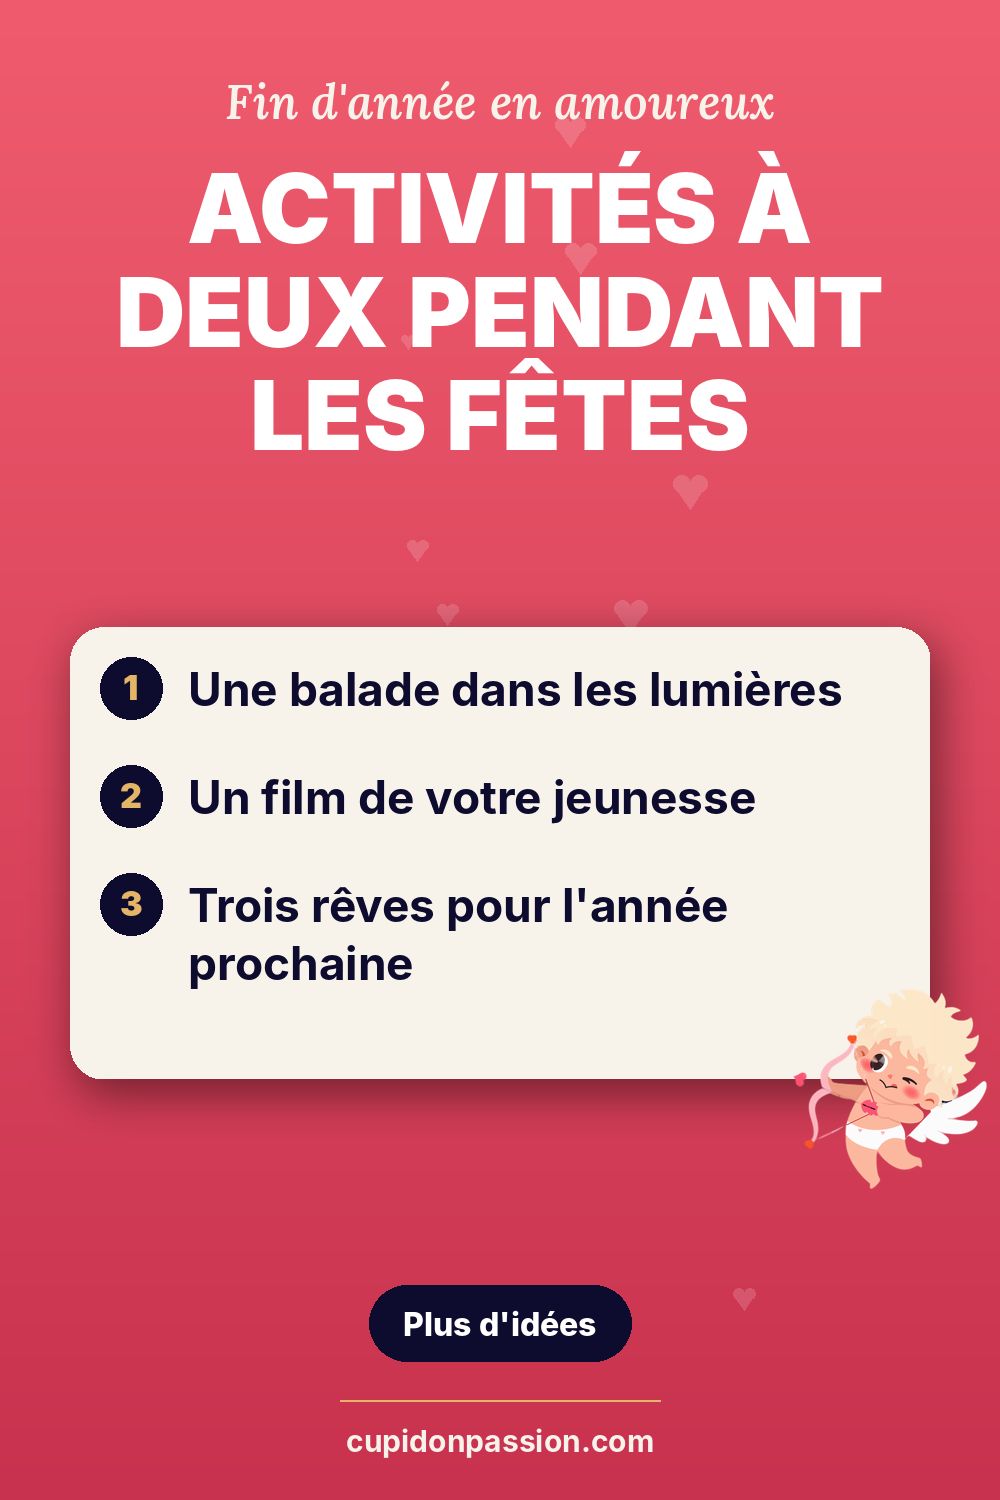 Fin d'année en amoureux
ACTIVITÉS À
DEUX PENDANT
LES FÊTES
1 Une balade dans les lumières
2 Un film de votre jeunesse
3 Trois rêves pour l'année
prochaine
Plus d'idées
cupidonpassion.com